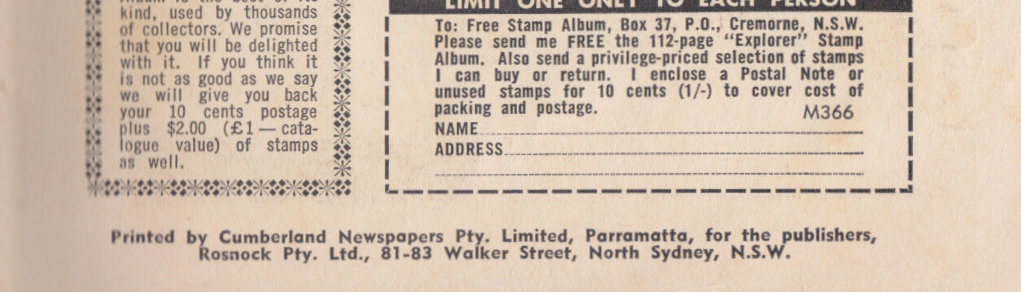 Album is the best of its
kind, used by thousands
of collectors. We promise
that you will be delighted
with it. If you think it
is not as good as we say
we will give you back
your 10 cents postage
plus $2.00 (£1 — cata-
logue value) of stamps
as well.
LIMIT ONE ONLY TO EACH PERSON
To: Free Stamp Album, Box 37, P.O., Cremorne, N.S.W.
Please send me FREE the 112-page "Explorer" Stamp
Album. Also send a privilege-priced selection of stamps
I can buy or return. I enclose a Postal Note or
unused stamps for 10 cents (1/-) to cover cost of
packing and postage. M366
NAME
ADDRESS
Printed by Cumberland Newspapers Pty. Limited, Parramatta, for the publishers,
Rosnock Pty. Ltd., 81-83 Walker Street, North Sydney, N.S.W.